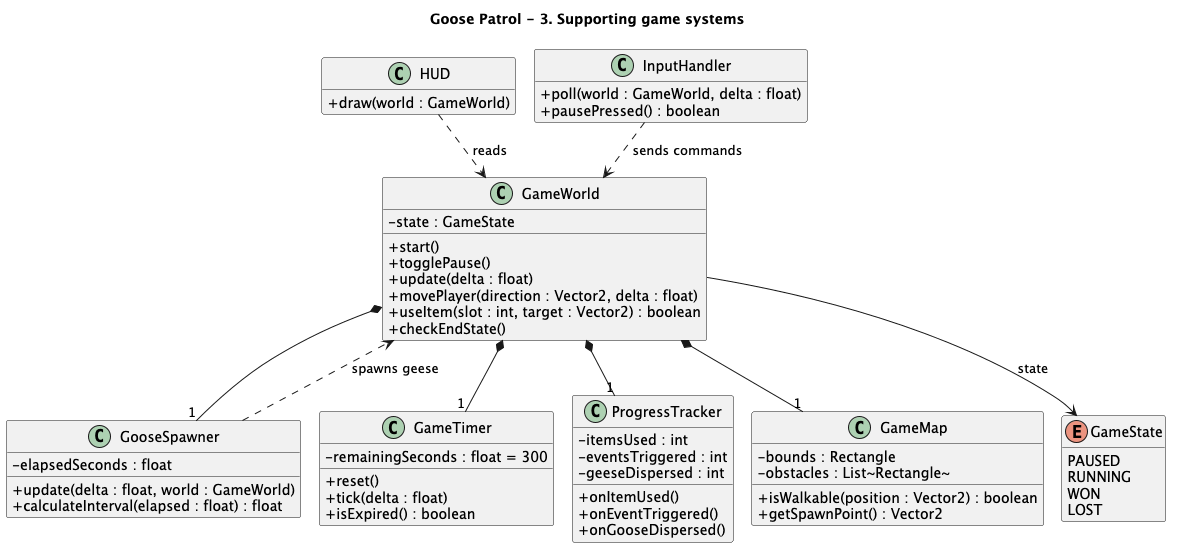 Goose Patrol - 3. Supporting game systems
C HUD
+draw(world : GameWorld)
C InputHandler
+poll(world : GameWorld, delta : float)
+pausePressed() : boolean
reads
sends commands
C GameWorld
-state : GameState
+start()
+togglePause()
+update(delta : float)
+movePlayer(direction : Vector2, delta : float)
+useItem(slot : int, target : Vector2) : boolean
+checkEndState()
spawns geese
state
1
1
1
1
C GooseSpawner
-elapsedSeconds : float
+update(delta : float, world : GameWorld)
+calculateInterval(elapsed : float) : float
C GameTimer
-remainingSeconds : float = 300
+reset()
+tick(delta : float)
+isExpired() : boolean
C ProgressTracker
-itemsUsed : int
-eventsTriggered : int
-geeseDispersed : int
+onItemUsed()
+onEventTriggered()
+onGooseDispersed()
C GameMap
-bounds : Rectangle
-obstacles : List~Rectangle~
+isWalkable(position : Vector2) : boolean
+getSpawnPoint() : Vector2
E GameState
PAUSED
RUNNING
WON
LOST